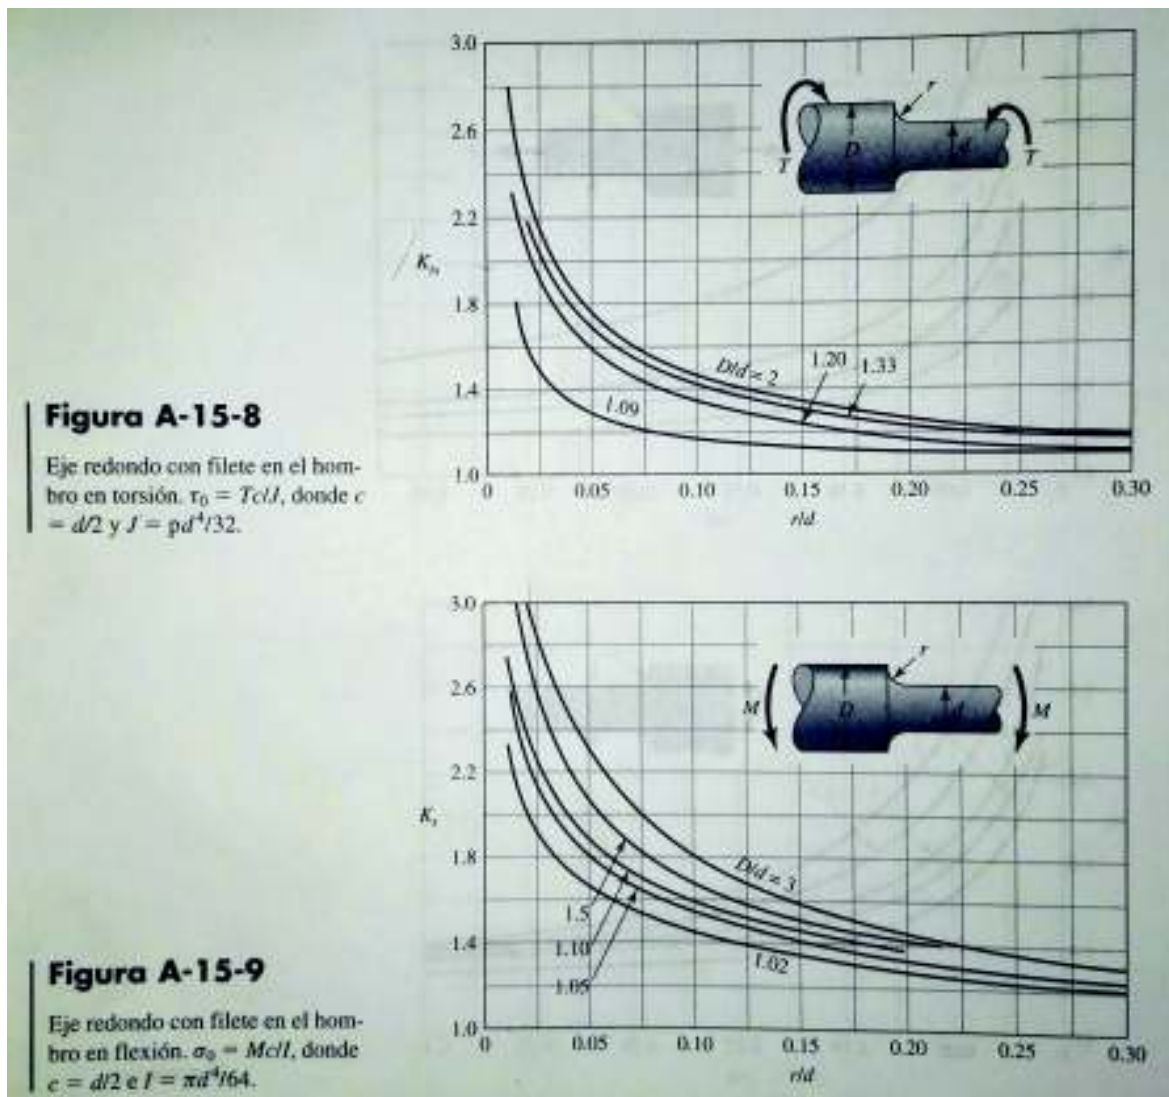 3.0
2.6
2.2
K_ts
1.8
1.4
1.0
T
D
r
d
T
D/d = 2
1.20
1.33
1.09
0
0.05
0.10
0.15
0.20
0.25
0.30
r/d
Figura A-15-8
Eje redondo con filete en el hom-
bro en torsión. τ₀ = Tc/J, donde c
= d/2 y J = pd⁴/32.
3.0
2.6
2.2
K_t
1.8
1.4
1.0
M
D
r
d
M
D/d = 3
1.5
1.10
1.05
1.02
0
0.05
0.10
0.15
0.20
0.25
0.30
r/d
Figura A-15-9
Eje redondo con filete en el hom-
bro en flexión. σ₀ = Mc/I, donde
c = d/2 e I = πd⁴/64.